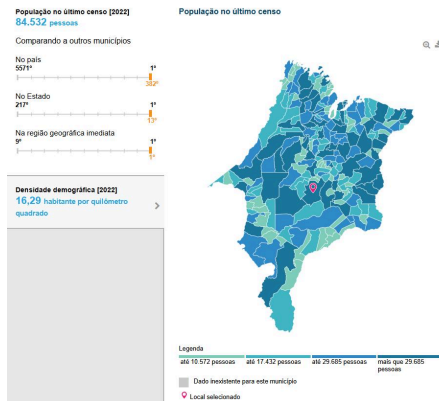 População no último censo [2022]
84.532 pessoas
Comparando a outros municípios
No país
5571º 1º
382º
No Estado
217º 1º
13º
Na região geográfica imediata
9º 1º
1º
Densidade demográfica [2022]
16,29 habitante por quilômetro
quadrado
População no último censo
Legenda
até 10.572 pessoas até 17.432 pessoas até 29.685 pessoas mais que 29.685
pessoas
Dado inexistente para este município
Local selecionado